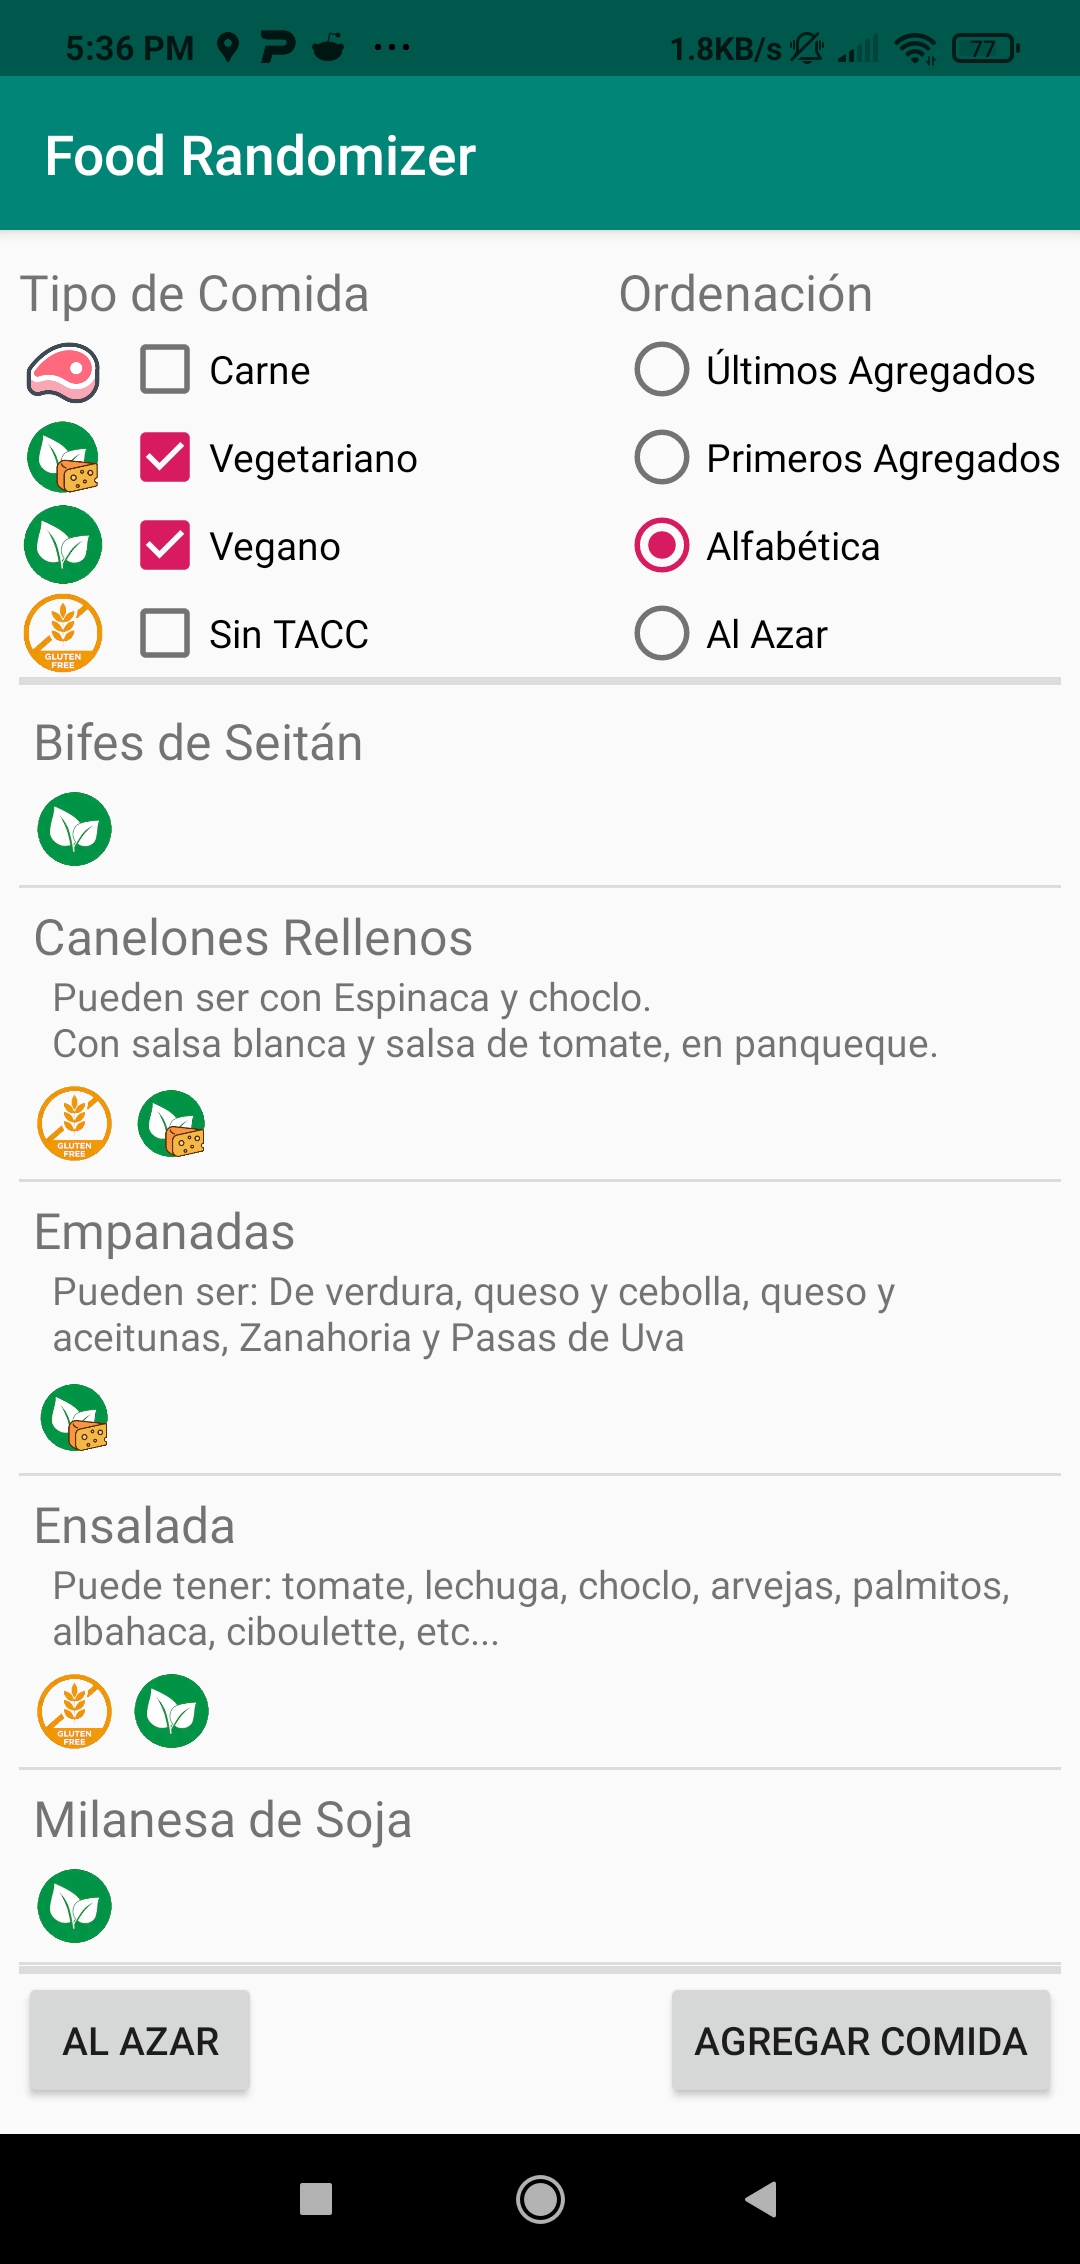 5:36 PM
1.8KB/s
77
Food Randomizer
Tipo de Comida
Carne
Vegetariano
Vegano
GLUTEN
FREE
Sin TACC
Ordenación
Últimos Agregados
Primeros Agregados
Alfabética
Al Azar
Bifes de Seitán
Canelones Rellenos
Pueden ser con Espinaca y choclo.
Con salsa blanca y salsa de tomate, en panqueque.
GLUTEN
FREE
Empanadas
Pueden ser: De verdura, queso y cebolla, queso y
aceitunas, Zanahoria y Pasas de Uva
Ensalada
Puede tener: tomate, lechuga, choclo, arvejas, palmitos,
albahaca, ciboulette, etc...
GLUTEN
FREE
Milanesa de Soja
AL AZAR
AGREGAR COMIDA